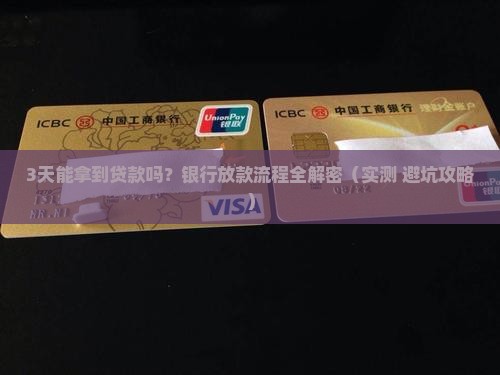 ICBC 中国工商银行
UnionPay
银联
ICBC 中国工商银行 理财金账户
3天能拿到贷款吗？银行放款流程全解密（实测 避坑攻略
）
VISA
UnionPay